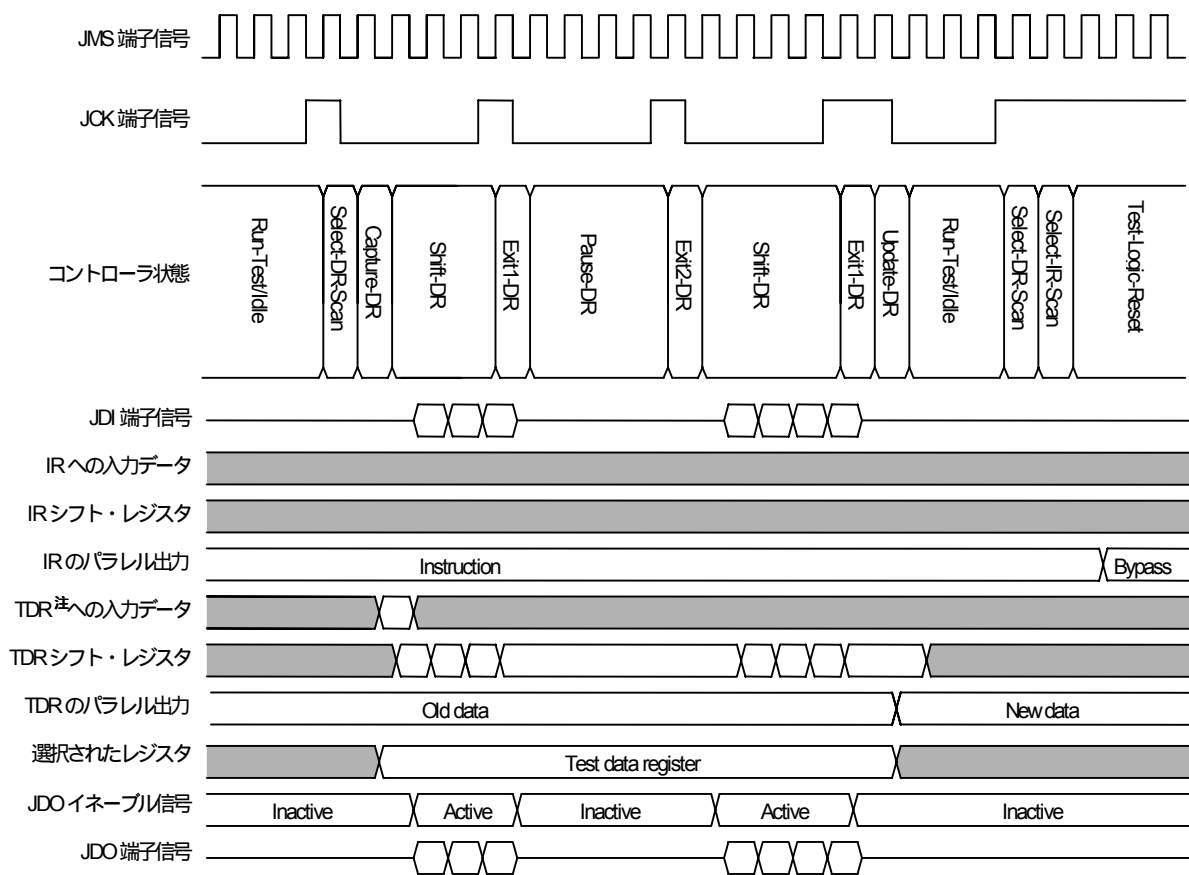 JMS 端子信号
JCK 端子信号
コントローラ状態
Run-Test/Idle
Select-DR-Scan
Capture-DR
Shift-DR
Exit1-DR
Pause-DR
Exit2-DR
Shift-DR
Exit1-DR
Update-DR
Run-Test/Idle
Select-DR-Scan
Select-IR-Scan
Test-Logic-Reset
JDI 端子信号
IRへの入力データ
IRシフト・レジスタ
IRのパラレル出力
Instruction
Bypass
TDR注への入力データ
TDRシフト・レジスタ
TDRのパラレル出力
Old data
New data
選択されたレジスタ
Test data register
JDOイネーブル信号
Inactive
Active
Inactive
Active
Inactive
JDO 端子信号